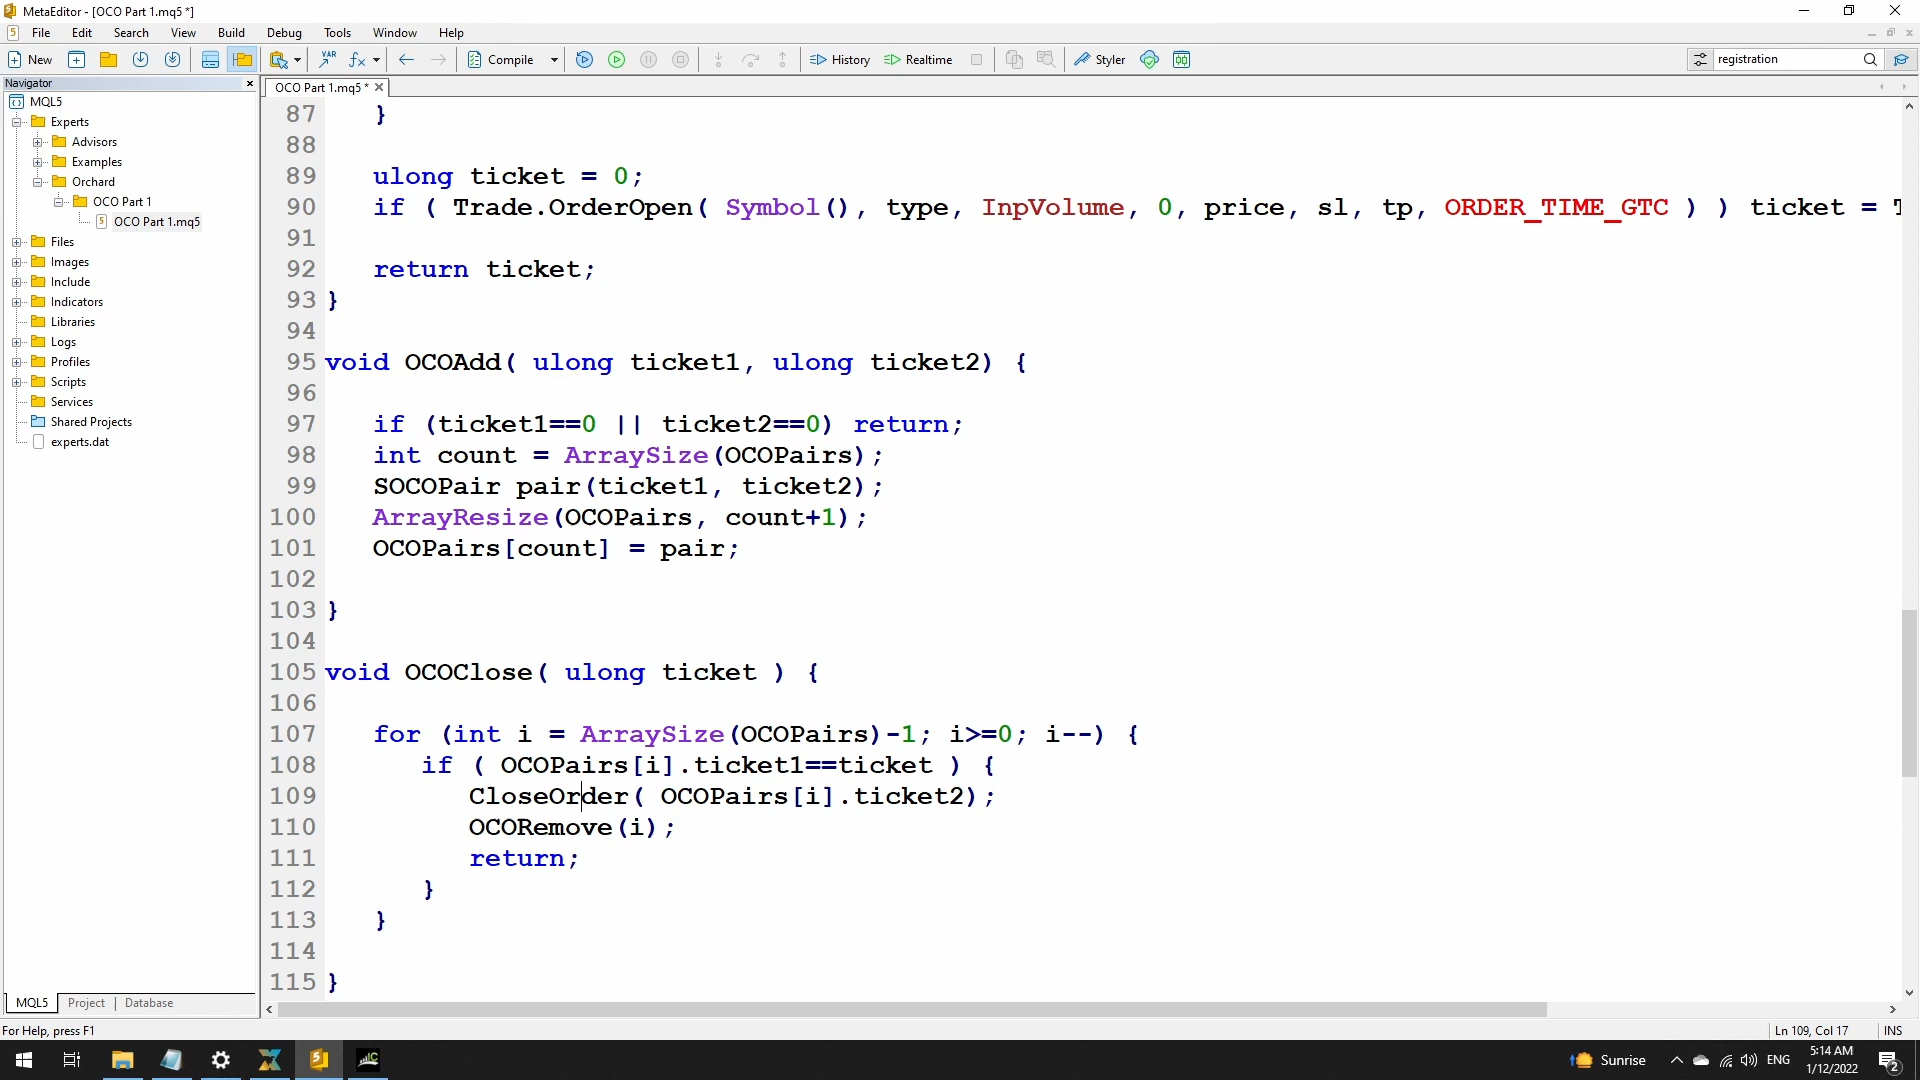 MetaEditor - [OCO Part 1.mq5 *]
File Edit Search View Build Debug Tools Window Help
New VAR Compile History Realtime Styler registration
Navigator
OCO Part 1.mq5 *
MQL5
Experts
Advisors
Examples
Orchard
OCO Part 1
OCO Part 1.mq5
Files
Images
Include
Indicators
Libraries
Logs
Profiles
Scripts
Services
Shared Projects
experts.dat
MQL5 Project Database
87 }
88
89 ulong ticket = 0;
90 if ( Trade.OrderOpen( Symbol(), type, InpVolume, 0, price, sl, tp, ORDER_TIME_GTC ) ) ticket =
91
92 return ticket;
93 }
94
95 void OCOAdd( ulong ticket1, ulong ticket2) {
96
97 if (ticket1==0 || ticket2==0) return;
98 int count = ArraySize(OCOPairs);
99 SOCOPair pair(ticket1, ticket2);
100 ArrayResize(OCOPairs, count+1);
101 OCOPairs[count] = pair;
102
103 }
104
105 void OCOClose( ulong ticket ) {
106
107 for (int i = ArraySize(OCOPairs)-1; i>=0; i--) {
108 if ( OCOPairs[i].ticket1==ticket ) {
109 CloseOrder( OCOPairs[i].ticket2);
110 OCORemove(i);
111 return;
112 }
113 }
114
115 }
For Help, press F1
Ln 109, Col 17 INS
Sunrise ENG
5:14 AM
1/12/2022
2